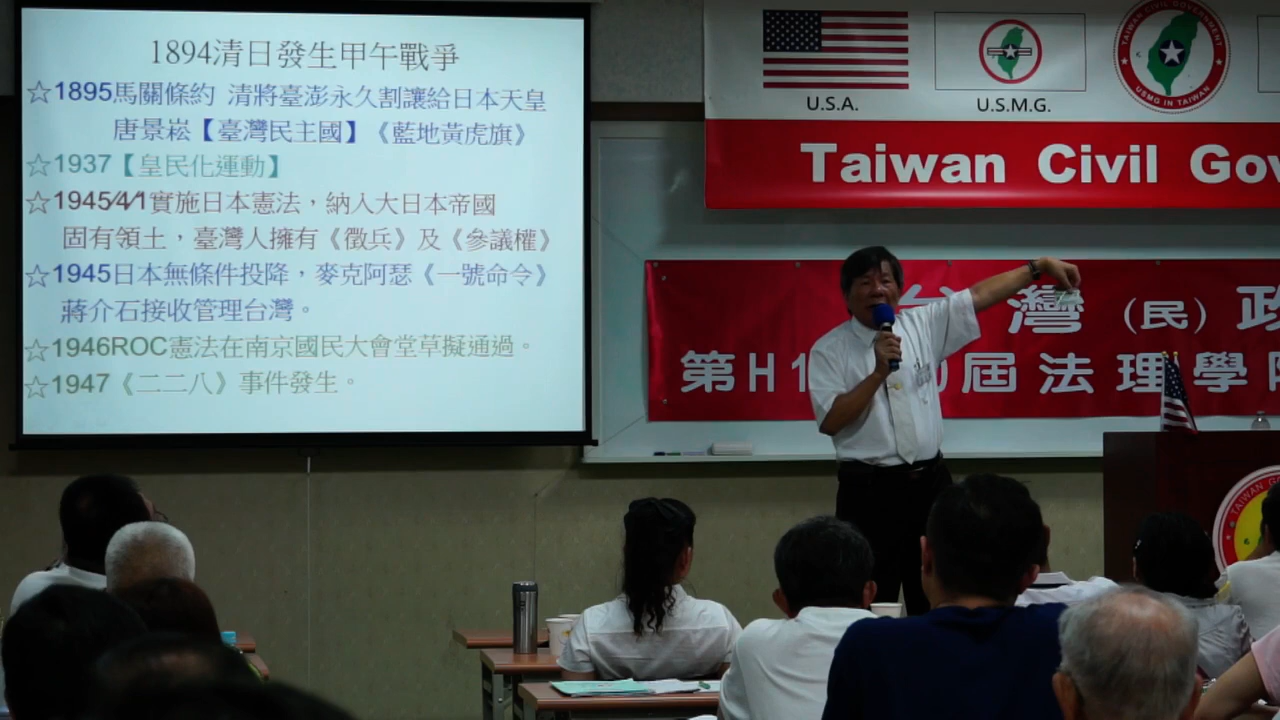 1894清日發生甲午戰爭
☆1895馬關條約 清將臺澎永久割讓給日本天皇
唐景崧【臺灣民主國】《藍地黃虎旗》
☆1937【皇民化運動】
☆1945/4/1實施日本憲法，納入大日本帝國
固有領土，臺灣人擁有《徵兵》及《參議權》
☆1945日本無條件投降，麥克阿瑟《一號命令》
蔣介石接收管理台灣。
☆1946ROC憲法在南京國民大會堂草擬通過。
☆1947《二二八》事件發生。
U.S.A.
U.S.M.G.
TAIWAN CIVIL GOVERNMENT
USMG IN TAIWAN
Taiwan Civil Gov
灣（民）政
第H1 屆法理學
TAIWAN